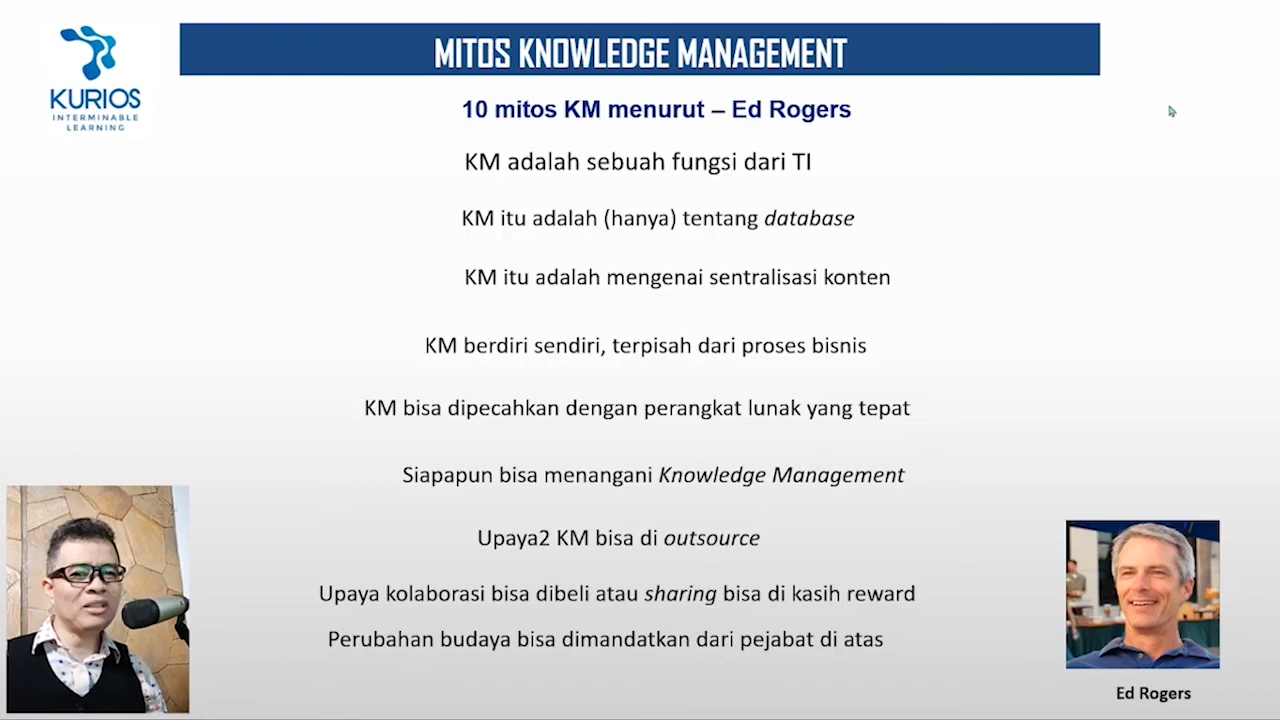 KURIOS
INTERMINABLE
LEARNING
MITOS KNOWLEDGE MANAGEMENT
10 mitos KM menurut – Ed Rogers
KM adalah sebuah fungsi dari TI
KM itu adalah (hanya) tentang database
KM itu adalah mengenai sentralisasi konten
KM berdiri sendiri, terpisah dari proses bisnis
KM bisa dipecahkan dengan perangkat lunak yang tepat
Siapapun bisa menangani Knowledge Management
Upaya2 KM bisa di outsource
Upaya kolaborasi bisa dibeli atau sharing bisa di kasih reward
Perubahan budaya bisa dimandatkan dari pejabat di atas
Ed Rogers